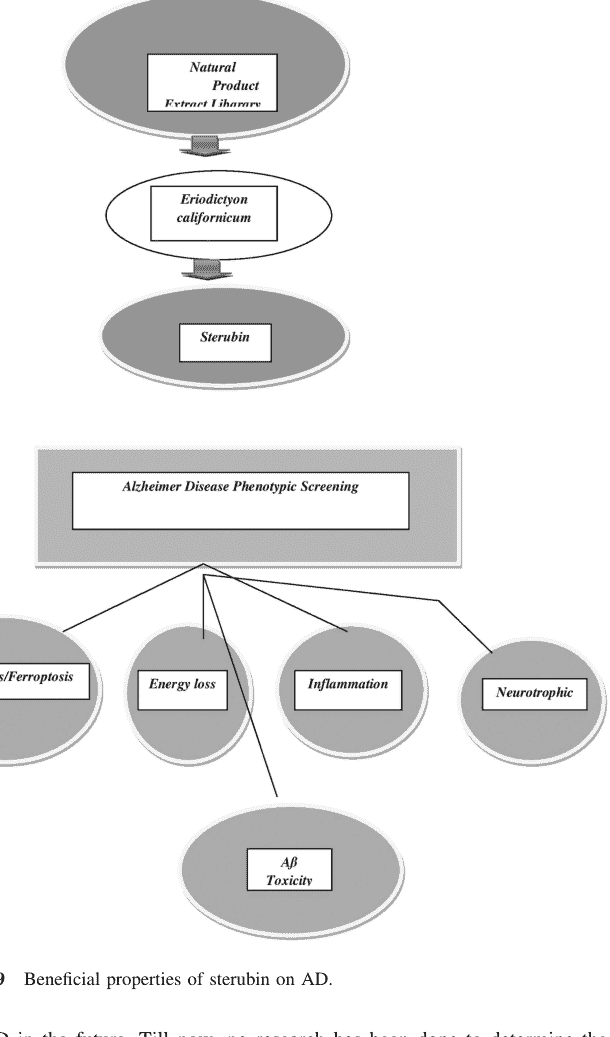 Natural
Product
Extract Libarary
Eriodictyon
californicum
Sterubin
Alzheimer Disease Phenotypic Screening
s/Ferroptosis
Energy loss
Inflammation
Neurotrophic
Aβ
Toxicity
9 Beneficial properties of sterubin on AD.
D in the future. Till now, no research has been done to determine the